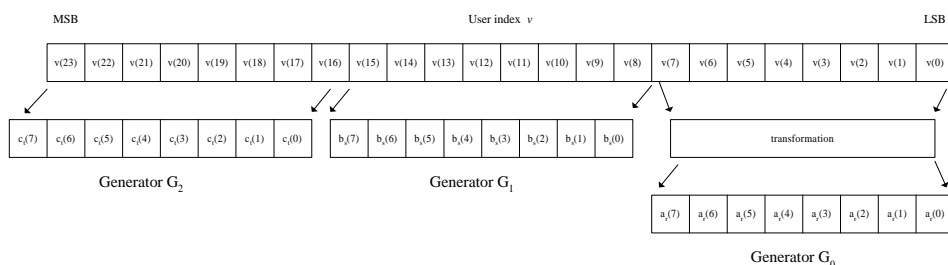 MSB User index v LSB
v(23) v(22) v(21) v(20) v(19) v(18) v(17) v(16) v(15) v(14) v(13) v(12) v(11) v(10) v(9) v(8) v(7) v(6) v(5) v(4) v(3) v(2) v(1) v(0)
c_t(7) c_t(6) c_t(5) c_t(4) c_t(3) c_t(2) c_t(1) c_t(0) b_s(7) b_s(6) b_s(5) b_s(4) b_s(3) b_s(2) b_s(1) b_s(0) transformation
Generator G_2 Generator G_1
a_r(7) a_r(6) a_r(5) a_r(4) a_r(3) a_r(2) a_r(1) a_r(0)
Generator G_0